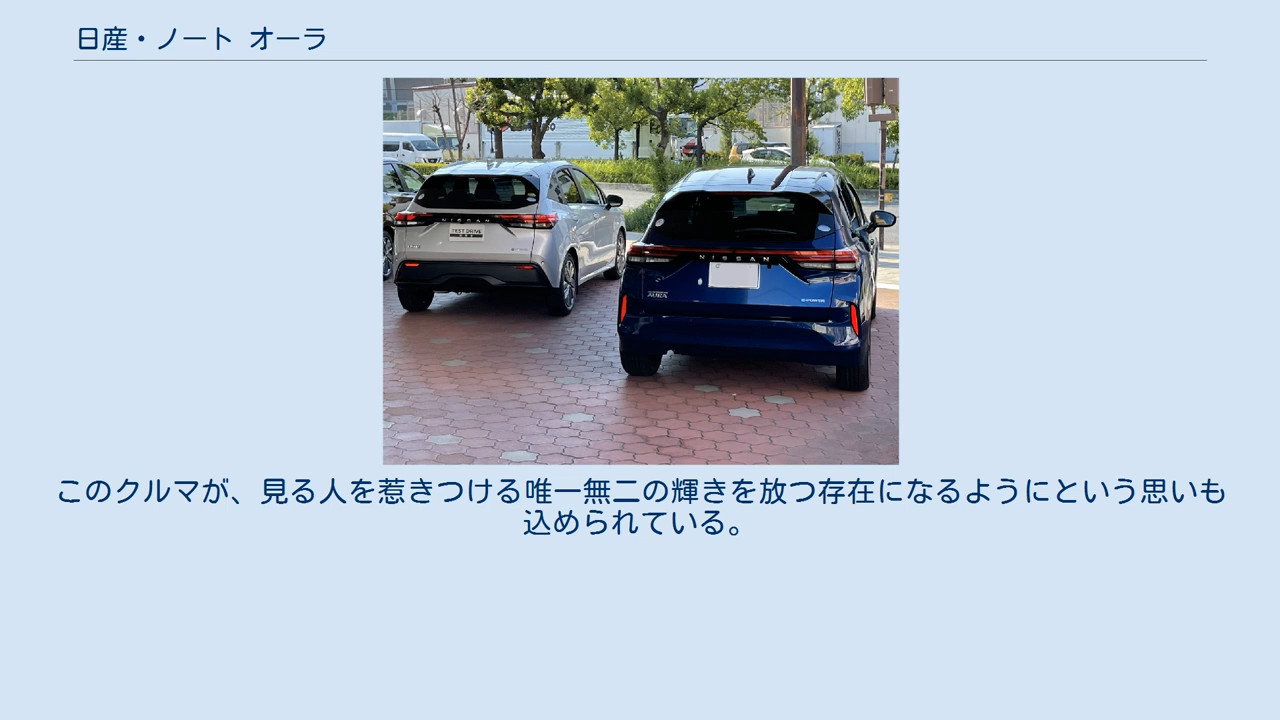 日産・ノート オーラ
NISSAN
TEST DRIVE
NISSAN
AURA
e-POWER
このクルマが、見る人を惹きつける唯一無二の輝きを放つ存在になるようにという思いも
込められている。